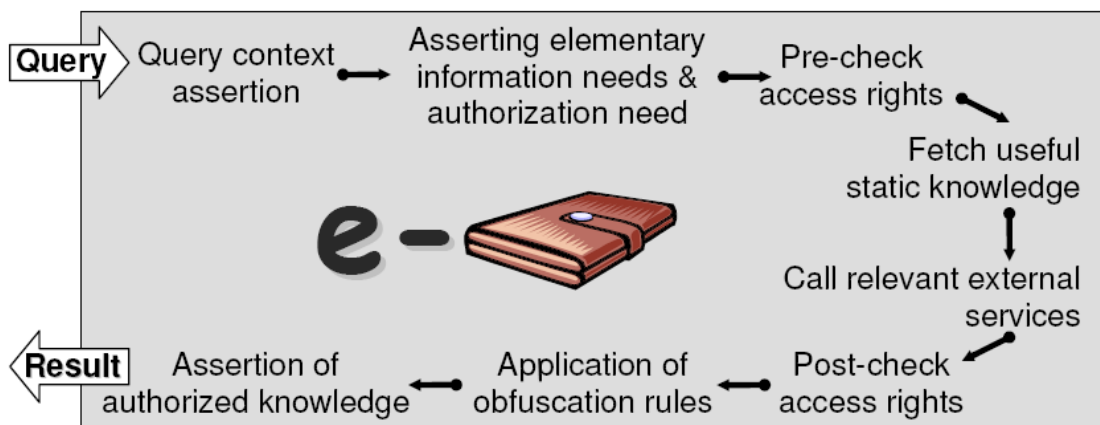 Query
Query context
assertion
Asserting elementary
information needs &
authorization need
Pre-check
access rights
Fetch useful
static knowledge
Call relevant external
services
Post-check
access rights
Application of
obfuscation rules
Assertion of
authorized knowledge
Result
e-